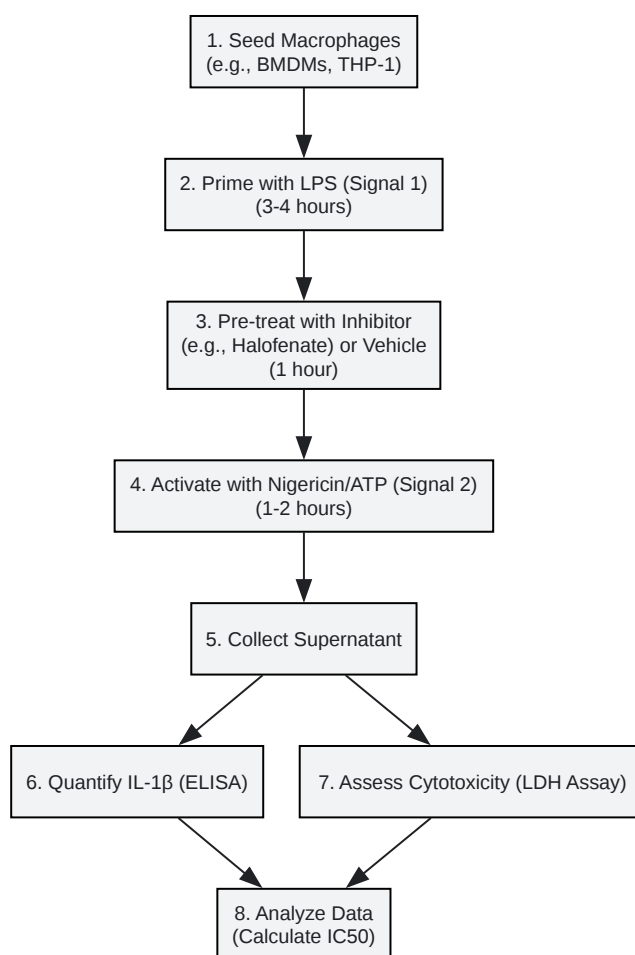 1. Seed Macrophages
(e.g., BMDMs, THP-1)
2. Prime with LPS (Signal 1)
(3-4 hours)
3. Pre-treat with Inhibitor
(e.g., Halofenate) or Vehicle
(1 hour)
4. Activate with Nigericin/ATP (Signal 2)
(1-2 hours)
5. Collect Supernatant
6. Quantify IL-1β (ELISA)
7. Assess Cytotoxicity (LDH Assay)
8. Analyze Data
(Calculate IC50)